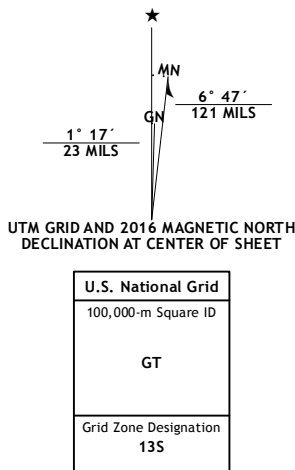 ★
MN
GN
6° 47´
121 MILS
1° 17´
23 MILS
UTM GRID AND 2016 MAGNETIC NORTH
DECLINATION AT CENTER OF SHEET
U.S. National Grid
100,000-m Square ID
GT
Grid Zone Designation
13S